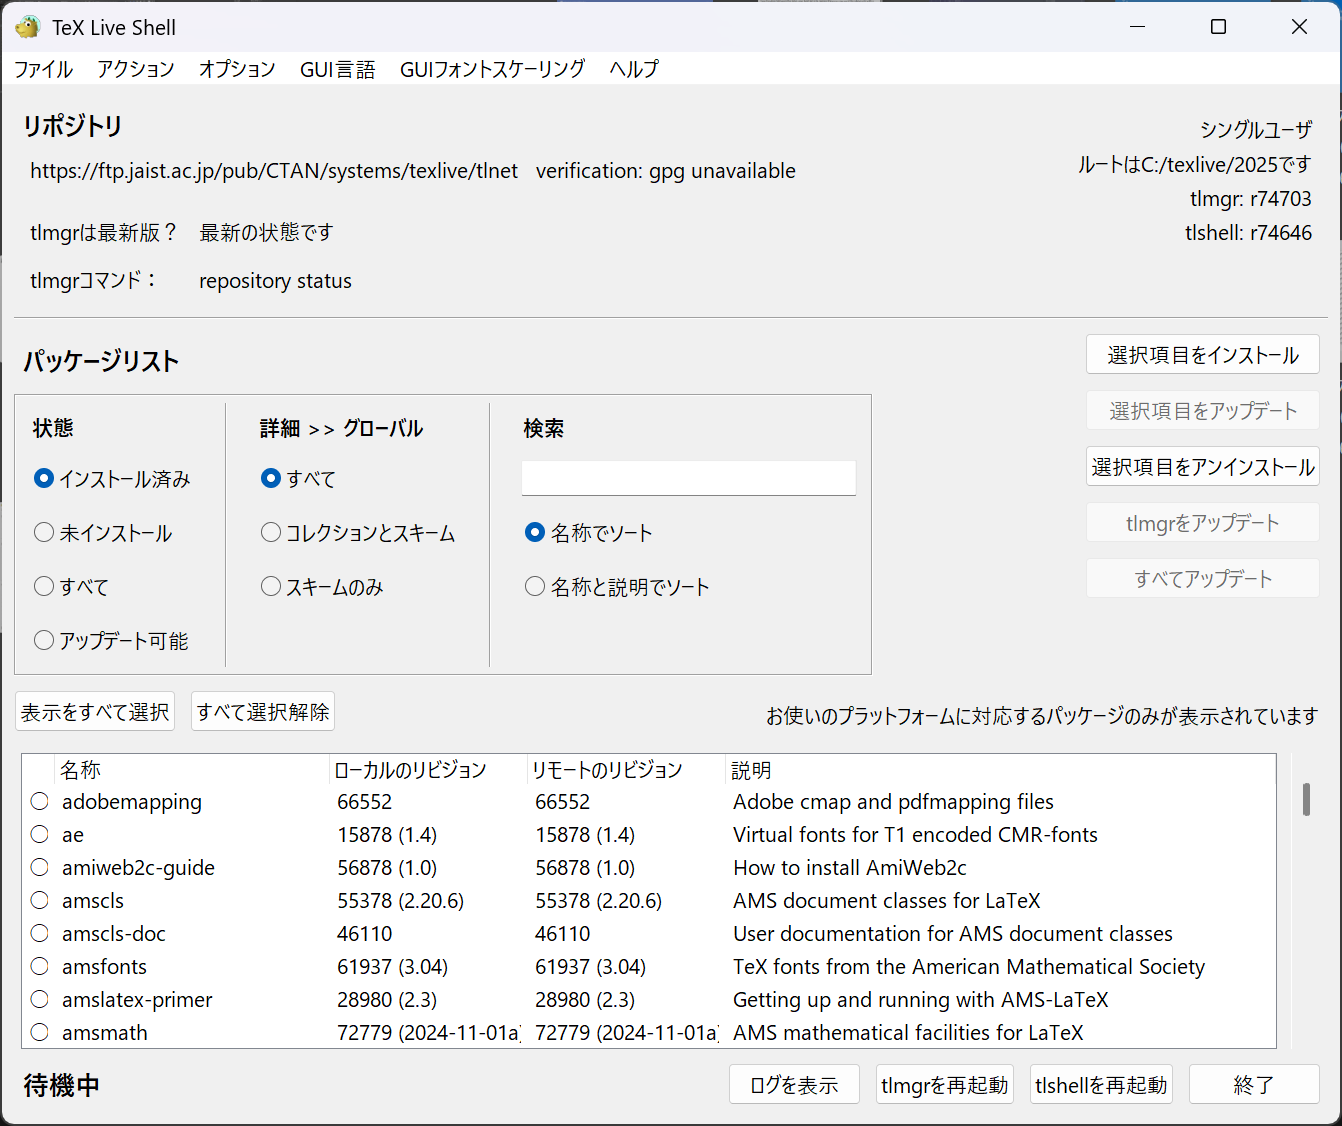 TeX Live Shell
ファイル アクション オプション GUI言語 GUIフォントスケーリング ヘルプ
リポジトリ
シングルユーザ
https://ftp.jaist.ac.jp/pub/CTAN/systems/texlive/tlnet verification: gpg unavailable
ルートはC:/texlive/2025です
tlmgr: r74703
tlmgrは最新版？ 最新の状態です
tlshell: r74646
tlmgrコマンド： repository status
パッケージリスト
選択項目をインストール
選択項目をアップデート
選択項目をアンインストール
tlmgrをアップデート
すべてアップデート
状態
インストール済み
未インストール
すべて
アップデート可能
詳細 >> グローバル
すべて
コレクションとスキーム
スキームのみ
検索
名称でソート
名称と説明でソート
表示をすべて選択 すべて選択解除
お使いのプラットフォームに対応するパッケージのみが表示されています
名称 ローカルのリビジョン リモートのリビジョン 説明
adobemapping 66552 66552 Adobe cmap and pdfmapping files
ae 15878 (1.4) 15878 (1.4) Virtual fonts for T1 encoded CMR-fonts
amiweb2c-guide 56878 (1.0) 56878 (1.0) How to install AmiWeb2c
amscls 55378 (2.20.6) 55378 (2.20.6) AMS document classes for LaTeX
amscls-doc 46110 46110 User documentation for AMS document classes
amsfonts 61937 (3.04) 61937 (3.04) TeX fonts from the American Mathematical Society
amslatex-primer 28980 (2.3) 28980 (2.3) Getting up and running with AMS-LaTeX
amsmath 72779 (2024-11-01a) 72779 (2024-11-01a) AMS mathematical facilities for LaTeX
待機中
ログを表示 tlmgrを再起動 tlshellを再起動 終了